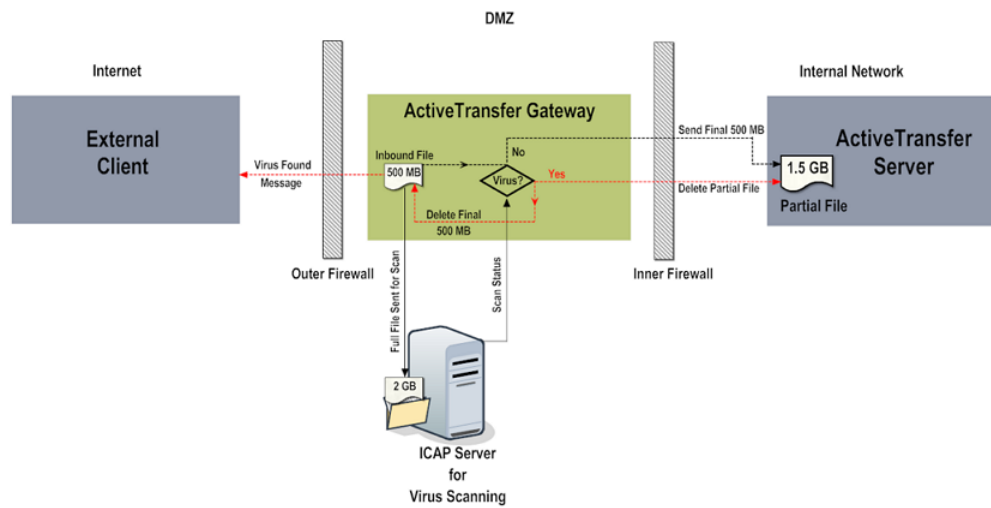 DMZ
Internet
Internal Network
External
Client
ActiveTransfer Gateway
ActiveTransfer
Server
Inbound File
500 MB
No
Virus?
Yes
Send Final 500 MB
1.5 GB
Partial File
Virus Found
Message
Delete Final
500 MB
Delete Partial File
Outer Firewall
Inner Firewall
Full File Sent for Scan
Scan Status
2 GB
ICAP Server
for
Virus Scanning